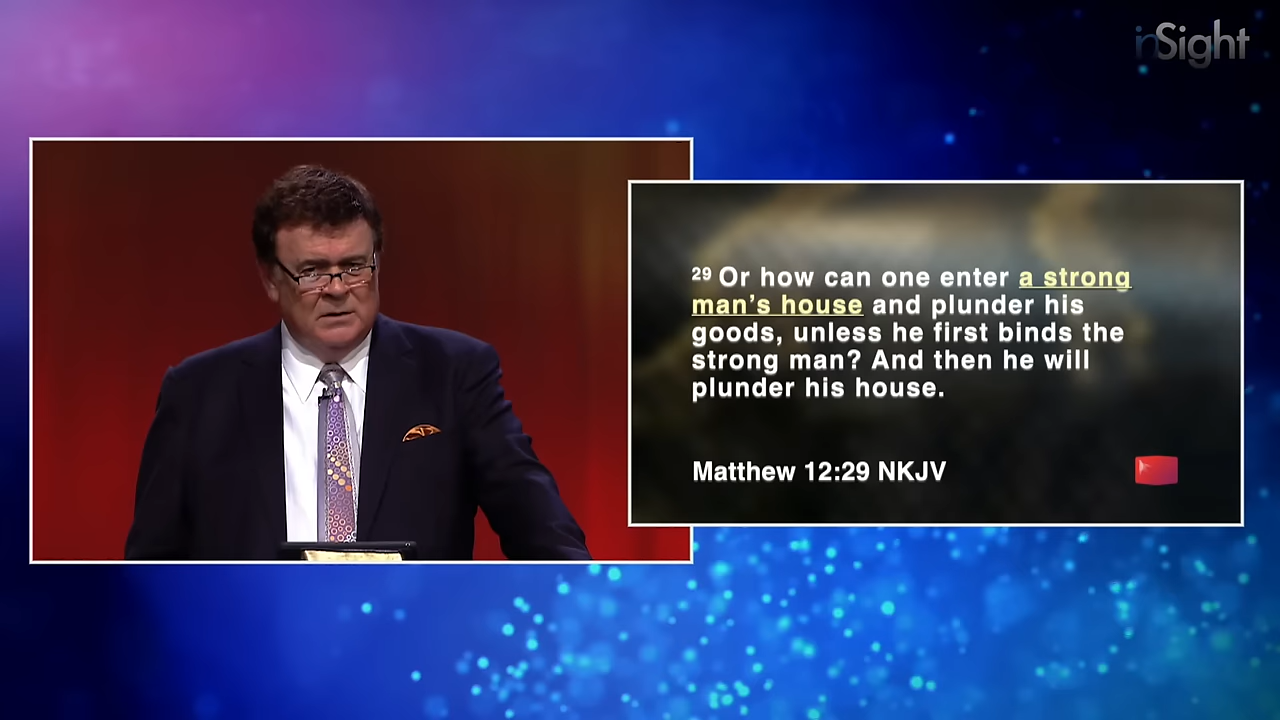 inSight
29 Or how can one enter a strong
man's house and plunder his
goods, unless he first binds the
strong man? And then he will
plunder his house.
Matthew 12:29 NKJV